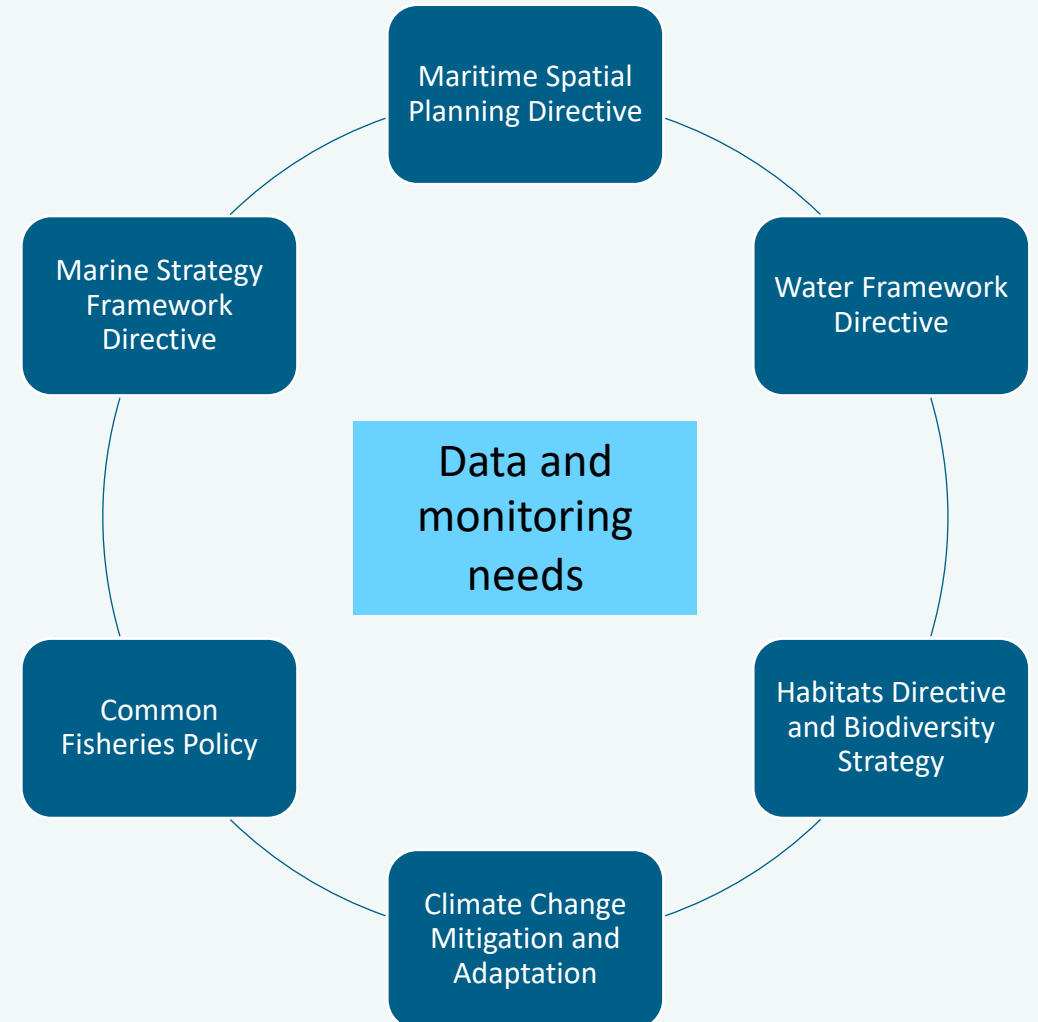 Maritime Spatial
Planning Directive
Marine Strategy
Framework
Directive
Water Framework
Directive
Data and
monitoring
needs
Common
Fisheries Policy
Habitats Directive
and Biodiversity
Strategy
Climate Change
Mitigation and
Adaptation